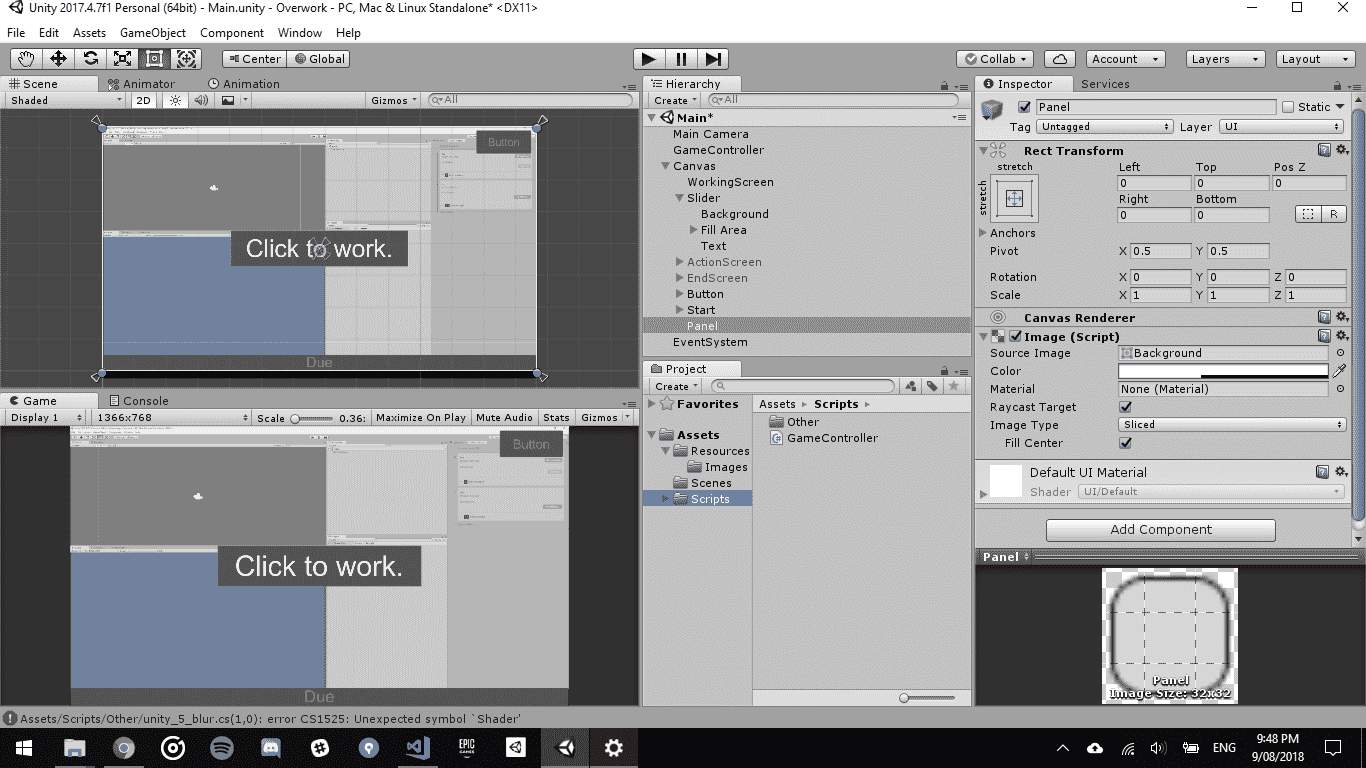 Unity 2017.4.7f1 Personal (64bit) - Main.unity - Overwork - PC, Mac & Linux Standalone* <DX11>
File Edit Assets GameObject Component Window Help
Center Global Collab Account Layers Layout
Scene Animator Animation
Shaded 2D Gizmos All
Button
Click to work.
Due
Game Console
Display 1 1366x768 Scale 0.36: Maximize On Play Mute Audio Stats Gizmos
Button
Click to work.
Due
Hierarchy
Create All
Main*
Main Camera
GameController
Canvas
WorkingScreen
Slider
Background
Fill Area
Text
ActionScreen
EndScreen
Button
Start
Panel
EventSystem
Project
Create
Favorites
Assets
Resources
Images
Scenes
Scripts
Assets Scripts
Other
GameController
Inspector Services
Panel Static
Tag Untagged Layer UI
Rect Transform
stretch
stretch
Left Top Pos Z
0 0 0
Right Bottom
0 0 R
Anchors
Pivot X 0.5 Y 0.5
Rotation X 0 Y 0 Z 0
Scale X 1 Y 1 Z 1
Canvas Renderer
Image (Script)
Source Image Background
Color
Material None (Material)
Raycast Target
Image Type Sliced
Fill Center
Default UI Material
Shader UI/Default
Add Component
Panel
Panel
Image Size: 32x32
Assets/Scripts/Other/unity_5_blur.cs(1,0): error CS1525: Unexpected symbol `Shader'
EPIC GAMES
ENG
9:48 PM
9/08/2018